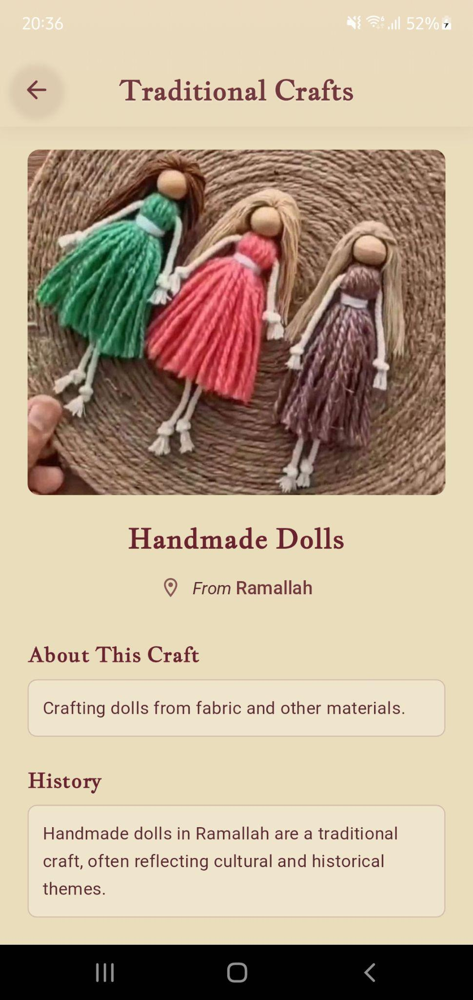 20:36
6
52%
Traditional Crafts
Handmade Dolls
From Ramallah
About This Craft
Crafting dolls from fabric and other materials.
History
Handmade dolls in Ramallah are a traditional
craft, often reflecting cultural and historical
themes.